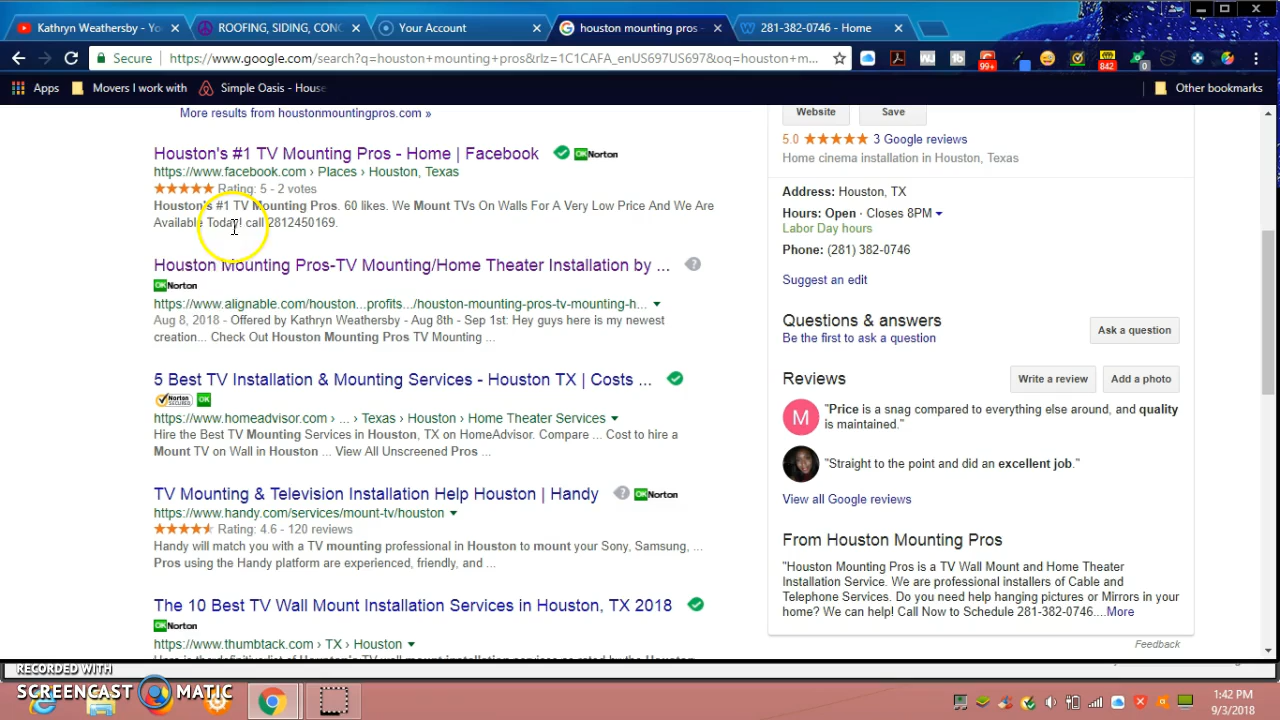 Kathryn Weathersby - Yo
ROOFING, SIDING, CONC
Your Account
houston mounting pros -
281-382-0746 - Home
Secure
https://www.google.com/search?q=houston+mounting+pros&rlz=1C1CAFA_enUS697US697&oq=houston+m...
99+
842
0
Apps
Movers I work with
Simple Oasis - House
Other bookmarks
More results from houstonmountingpros.com »
Houston's #1 TV Mounting Pros - Home | Facebook
OK Norton
https://www.facebook.com › Places › Houston, Texas
Rating: 5 - 2 votes
Houston's #1 TV Mounting Pros. 60 likes. We Mount TVs On Walls For A Very Low Price And We Are
Available Today! call 2812450169.
Houston Mounting Pros-TV Mounting/Home Theater Installation by ...
OK Norton
https://www.alignable.com/houston...profits.../houston-mounting-pros-tv-mounting-h...
Aug 8, 2018 - Offered by Kathryn Weathersby - Aug 8th - Sep 1st: Hey guys here is my newest
creation... Check Out Houston Mounting Pros TV Mounting ...
5 Best TV Installation & Mounting Services - Houston TX | Costs ...
Norton
SECURED
OK
https://www.homeadvisor.com › ... › Texas › Houston › Home Theater Services
Hire the Best TV Mounting Services in Houston, TX on HomeAdvisor. Compare ... Cost to hire a
Mount TV on Wall in Houston ... View All Unscreened Pros ...
TV Mounting & Television Installation Help Houston | Handy
OK Norton
https://www.handy.com/services/mount-tv/houston
Rating: 4.6 - 120 reviews
Handy will match you with a TV mounting professional in Houston to mount your Sony, Samsung, ...
Pros using the Handy platform are experienced, friendly, and ...
The 10 Best TV Wall Mount Installation Services in Houston, TX 2018
OK Norton
https://www.thumbtack.com › TX › Houston
Website
Save
5.0
3 Google reviews
Home cinema installation in Houston, Texas
Address: Houston, TX
Hours: Open · Closes 8PM
Labor Day hours
Phone: (281) 382-0746
Suggest an edit
Questions & answers
Be the first to ask a question
Ask a question
Reviews
Write a review
Add a photo
M
"Price is a snag compared to everything else around, and quality
is maintained."
"Straight to the point and did an excellent job."
View all Google reviews
From Houston Mounting Pros
"Houston Mounting Pros is a TV Wall Mount and Home Theater
Installation Service. We are professional installers of Cable and
Telephone Services. Do you need help hanging pictures or Mirrors in your
home? We can help! Call Now to Schedule 281-382-0746....More
Feedback
RECORDED WITH
SCREENCAST MATIC
1:42 PM
9/3/2018